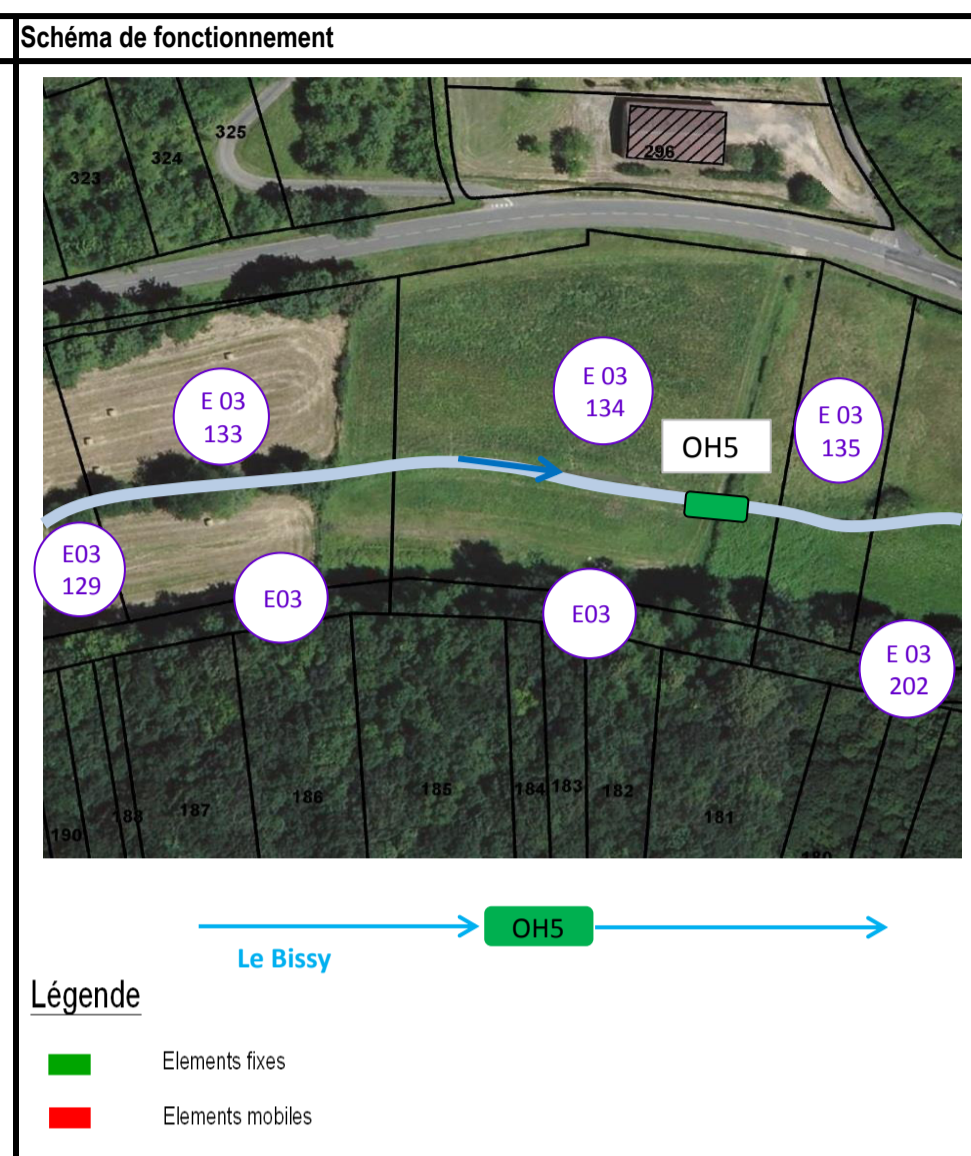 Schéma de fonctionnement
325
324
323
296
E 03
133
E 03
134
E 03
135
OH5
E03
129
E03
E03
E 03
202
190
188
187
186
185
184
183
182
181
180
OH5
Le Bissy
Légende
Elements fixes
Elements mobiles